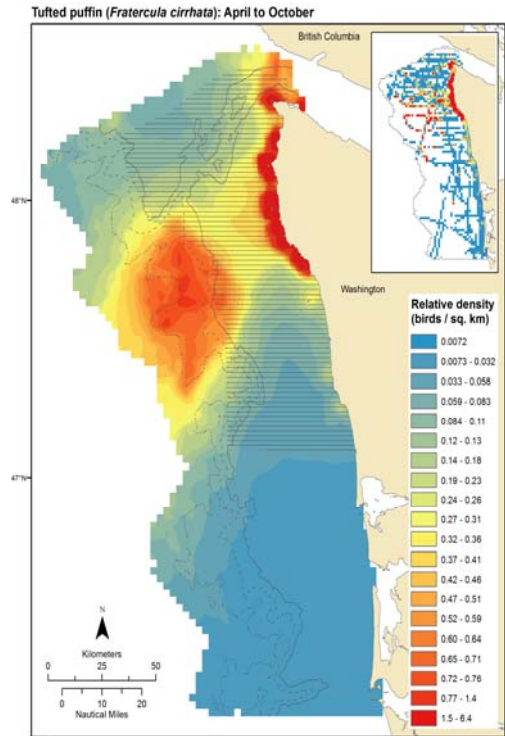 Tufted puffin (Fratercula cirrhata): April to October
British Columbia
48°N
Washington
Relative density
(birds / sq. km)
0.0072
0.0073 - 0.032
0.033 - 0.058
0.059 - 0.083
0.084 - 0.11
0.12 - 0.13
0.14 - 0.18
0.19 - 0.23
0.24 - 0.26
0.27 - 0.31
0.32 - 0.36
0.37 - 0.41
0.42 - 0.46
0.47 - 0.51
0.52 - 0.59
0.60 - 0.64
0.65 - 0.71
0.72 - 0.76
0.77 - 1.4
1.5 - 6.4
47°N
N
Kilometers
0 25 50
0 10 20
Nautical Miles